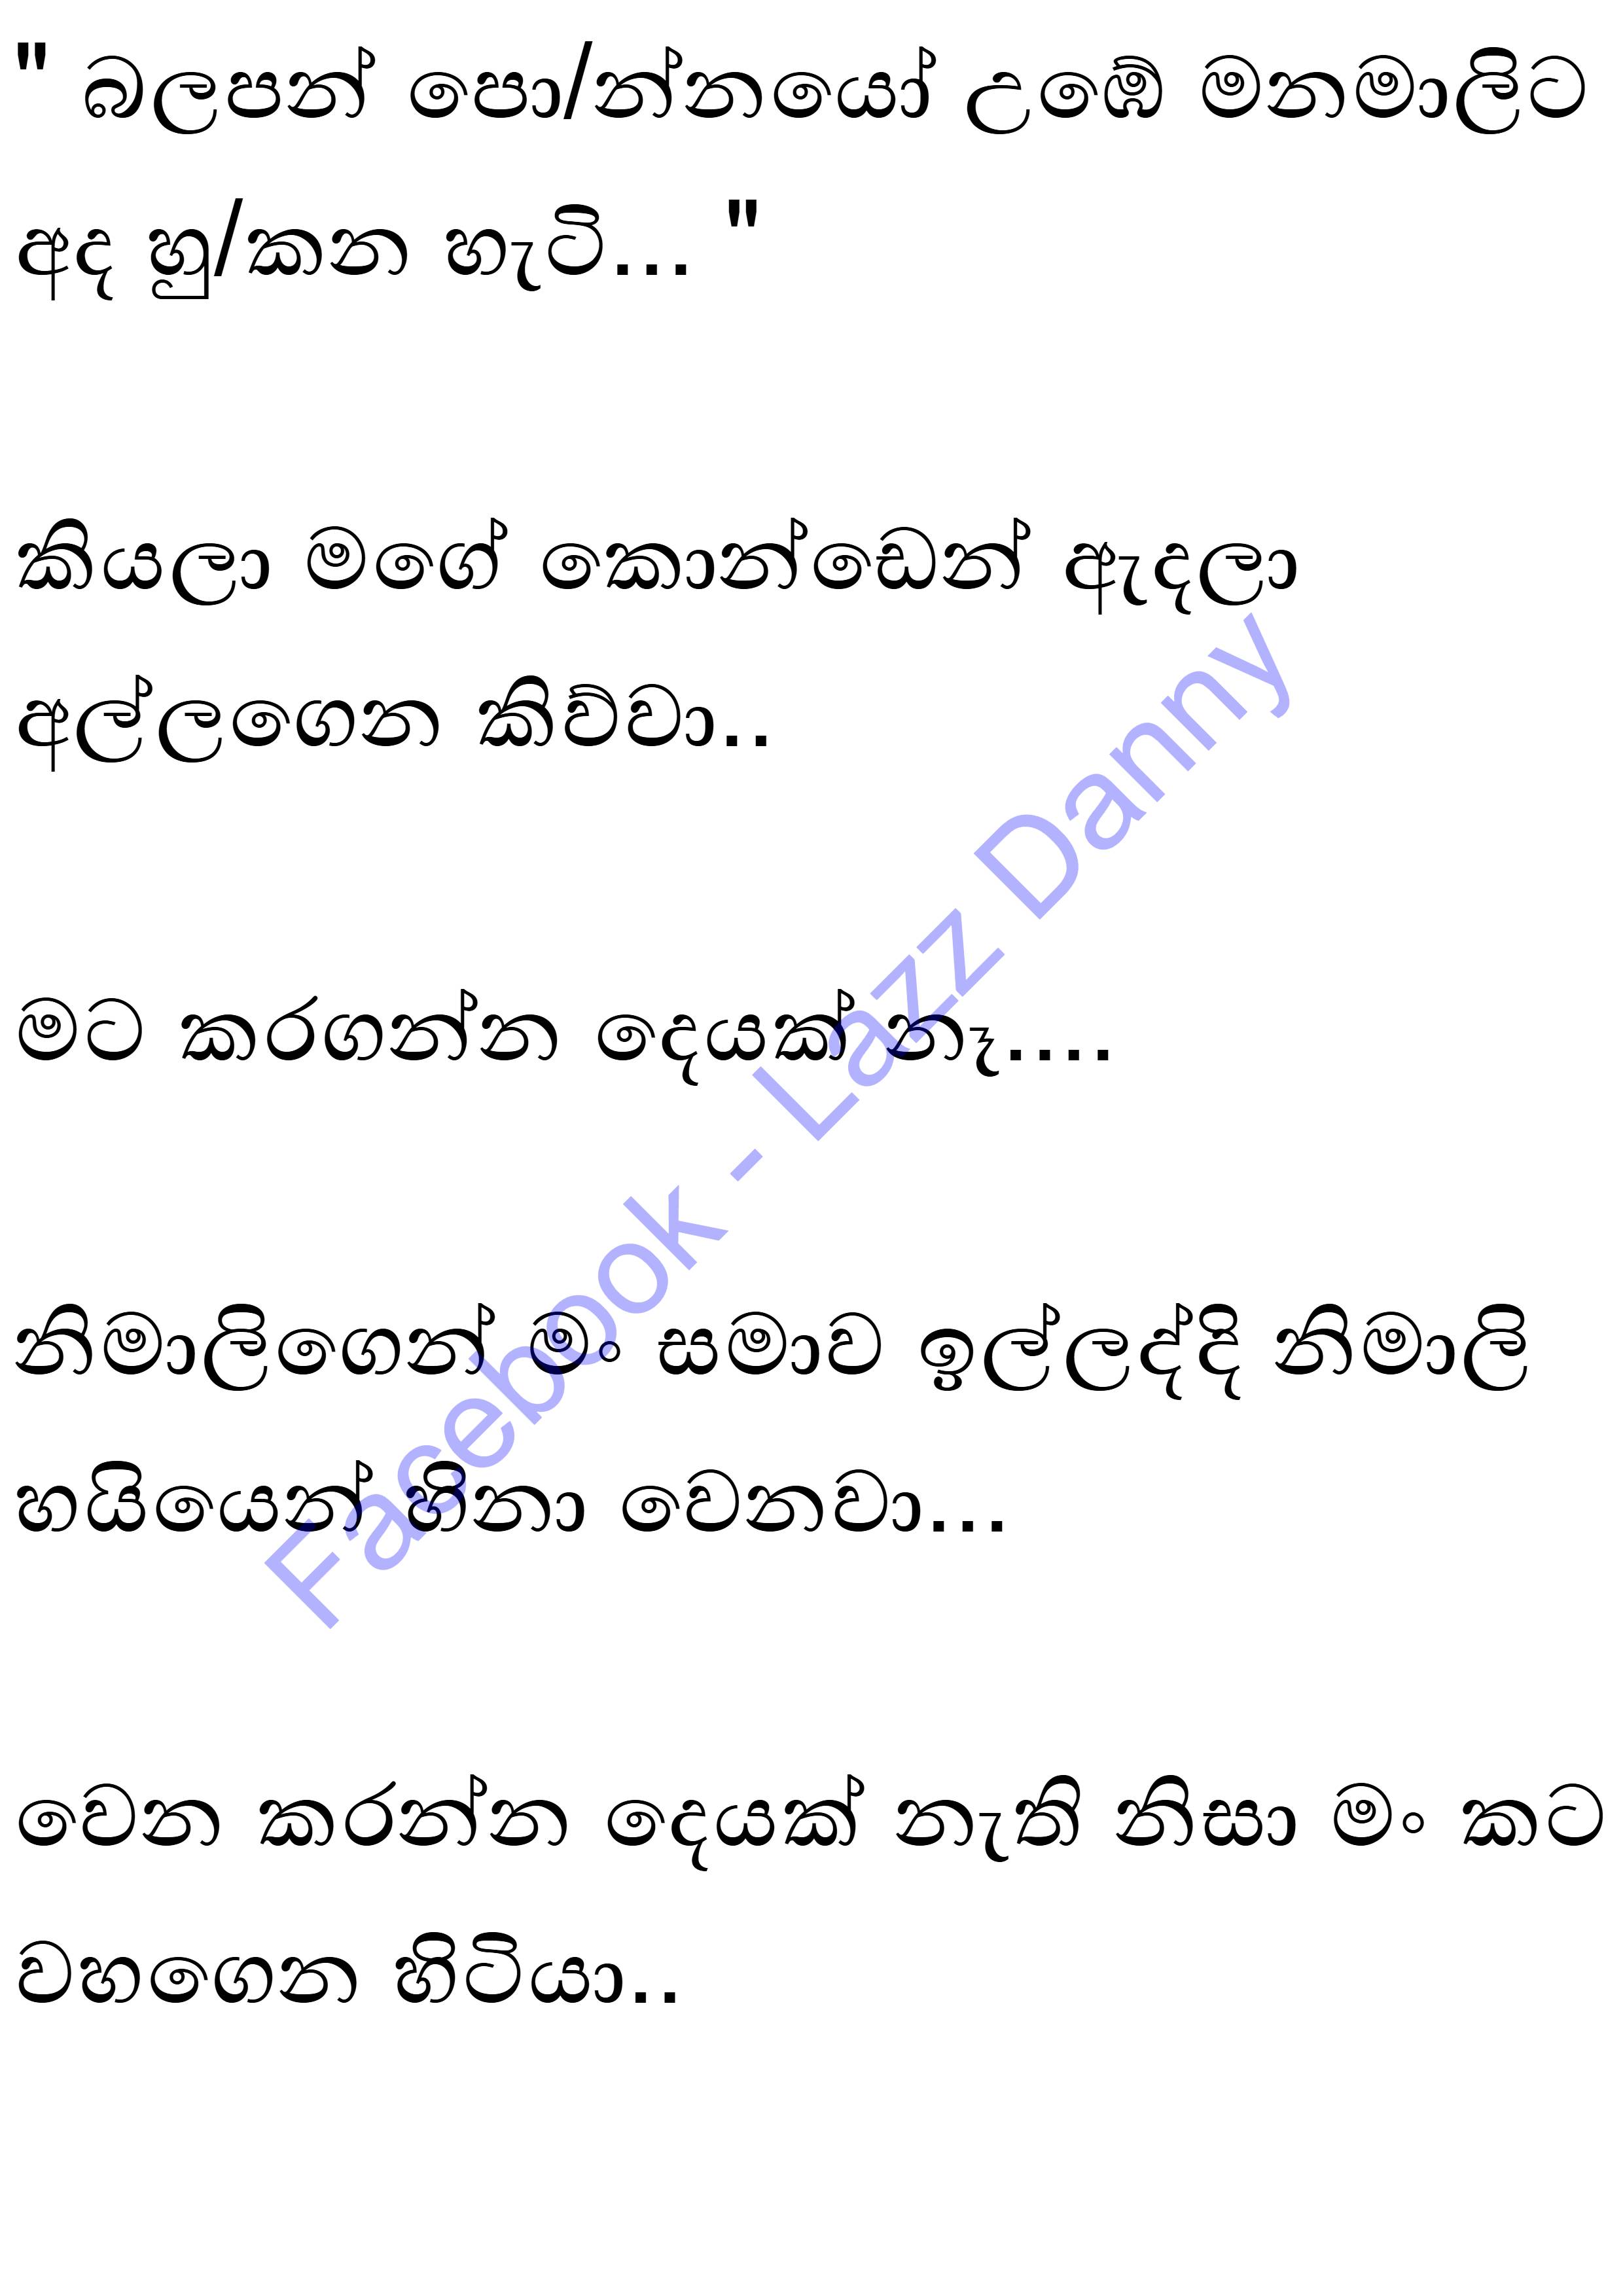 " බලපන් පො/න්නයෝ උඹේ මනමාලිට
අද හු/කන හැටි... "
කියලා මගේ කොන්ඩෙන් ඇදලා
අල්ලගෙන කිව්වා..
මට කරගන්න දෙයක් නෑ....
නිමාලිගෙන් මං සමාව ඉල්ලද්දි නිමාලි
හයියෙන් හිනා වෙනවා...
වෙන කරන්න දෙයක් නැති නිසා මං කට
වහගෙන හිටියා..
Facebook - Lazz Danny